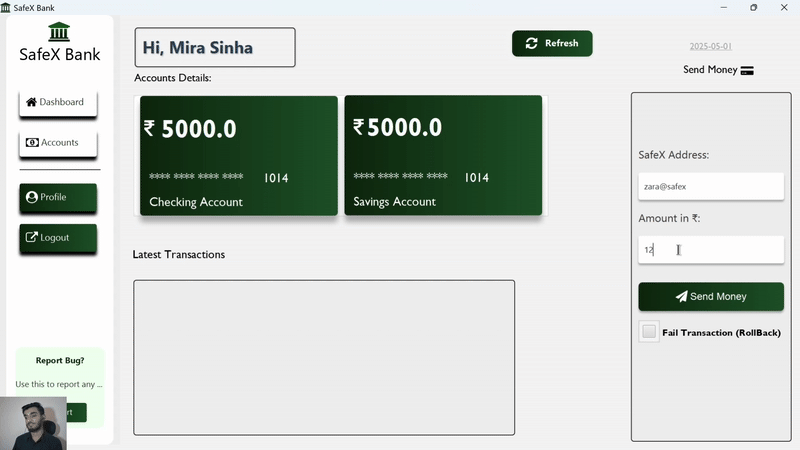 SafeX Bank
SafeX Bank
Dashboard
Accounts
Profile
Logout
Report Bug?
Use this to report any ...
Hi, Mira Sinha
Refresh
Accounts Details:
₹ 5000.0
**** **** **** **** 1014
Checking Account
₹ 5000.0
**** **** **** **** 1014
Savings Account
Latest Transactions
2025-05-01
Send Money
SafeX Address:
zara@safex
Amount in ₹:
12
Send Money
Fail Transaction (RollBack)